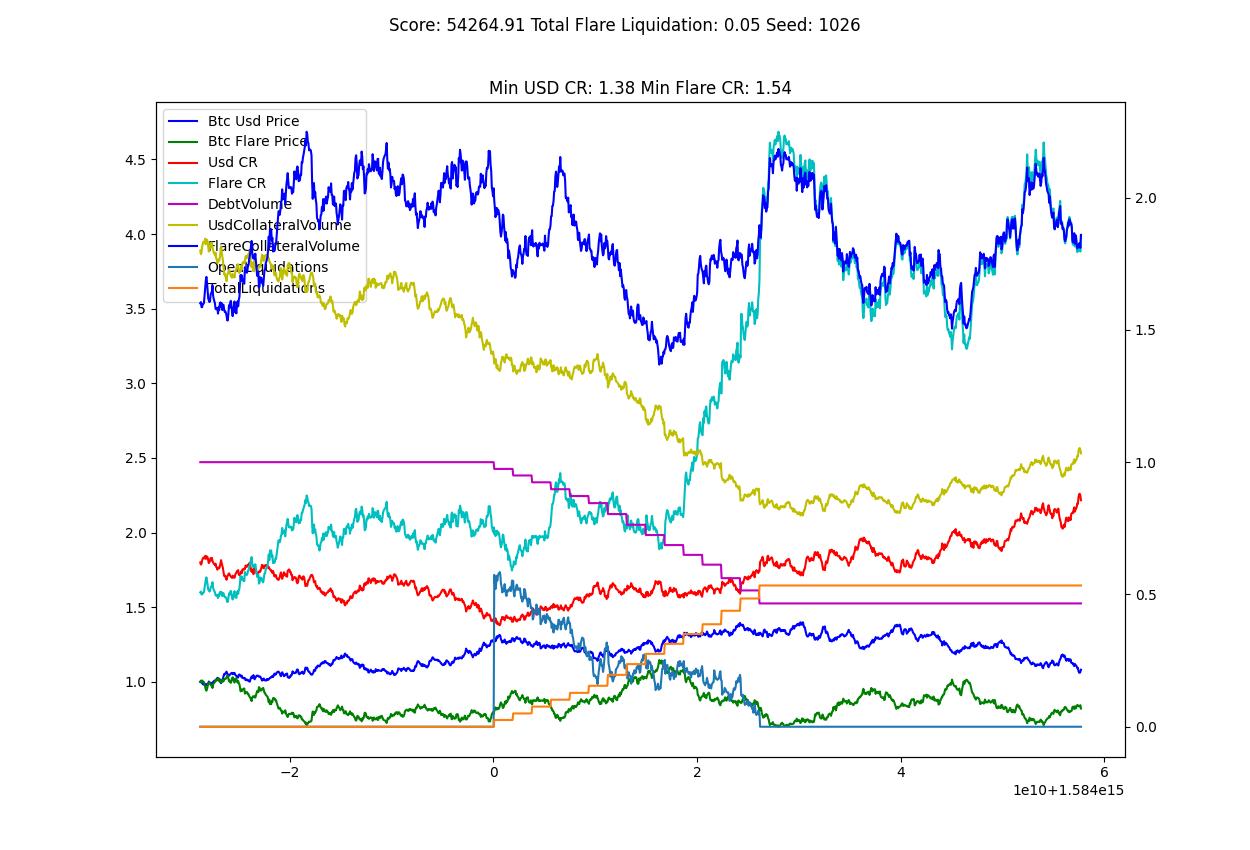 Score: 54264.91 Total Flare Liquidation: 0.05 Seed: 1026
Min USD CR: 1.38 Min Flare CR: 1.54
Btc Usd Price
Btc Flare Price
Usd CR
Flare CR
DebtVolume
UsdCollateralVolume
FlareCollateralVolume
OpenLiquidations
TotalLiquidations
4.5
4.0
3.5
3.0
2.5
2.0
1.5
1.0
2.0
1.5
1.0
0.5
0.0
−2
0
2
4
6
1e10+1.584e15